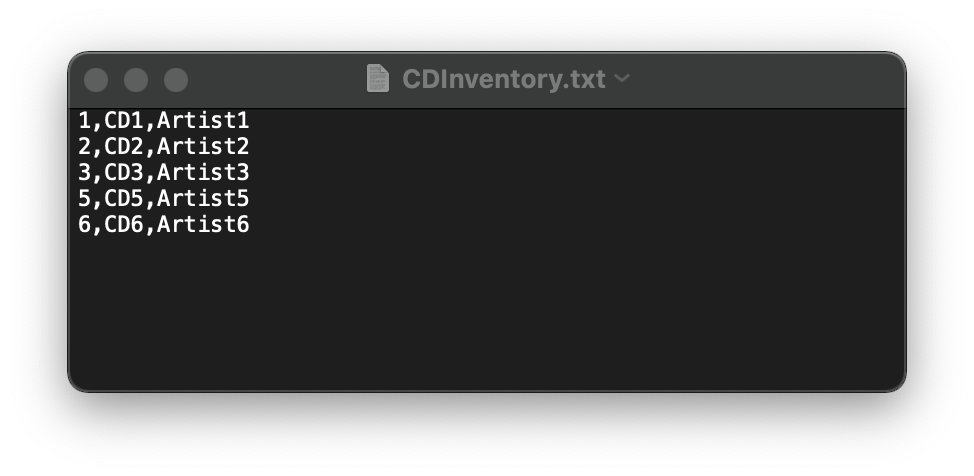 CDInventory.txt
1,CD1,Artist1
2,CD2,Artist2
3,CD3,Artist3
5,CD5,Artist5
6,CD6,Artist6